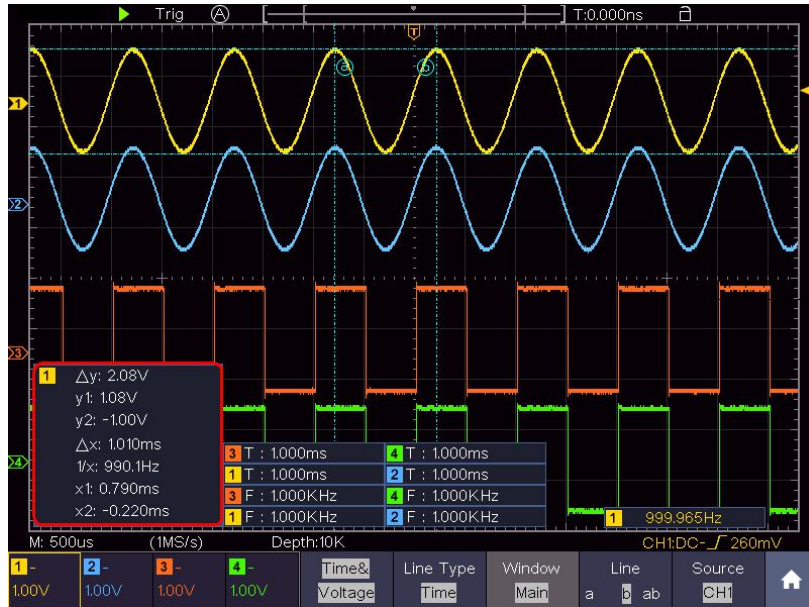 Trig Ⓐ T:0.000ns
T
a b
1
2
3
4
1 △y: 2.08V
y1: 1.08V
y2: -1.00V
△x: 1.010ms
1/x: 990.1Hz
x1: 0.790ms
x2: -0.220ms
3 T : 1.000ms 4 T : 1.000ms
1 T : 1.000ms 2 T : 1.000ms
3 F : 1.000KHz 4 F : 1.000KHz
1 F : 1.000KHz 2 F : 1.000KHz
1 999.965Hz
M: 500us (1MS/s) Depth:10K CH1:DC- 260mV
1 - 2 - 3 - 4 - Time& Line Type Window Line Source
1.00V 1.00V 1.00V 1.00V Voltage Time Main a b ab CH1